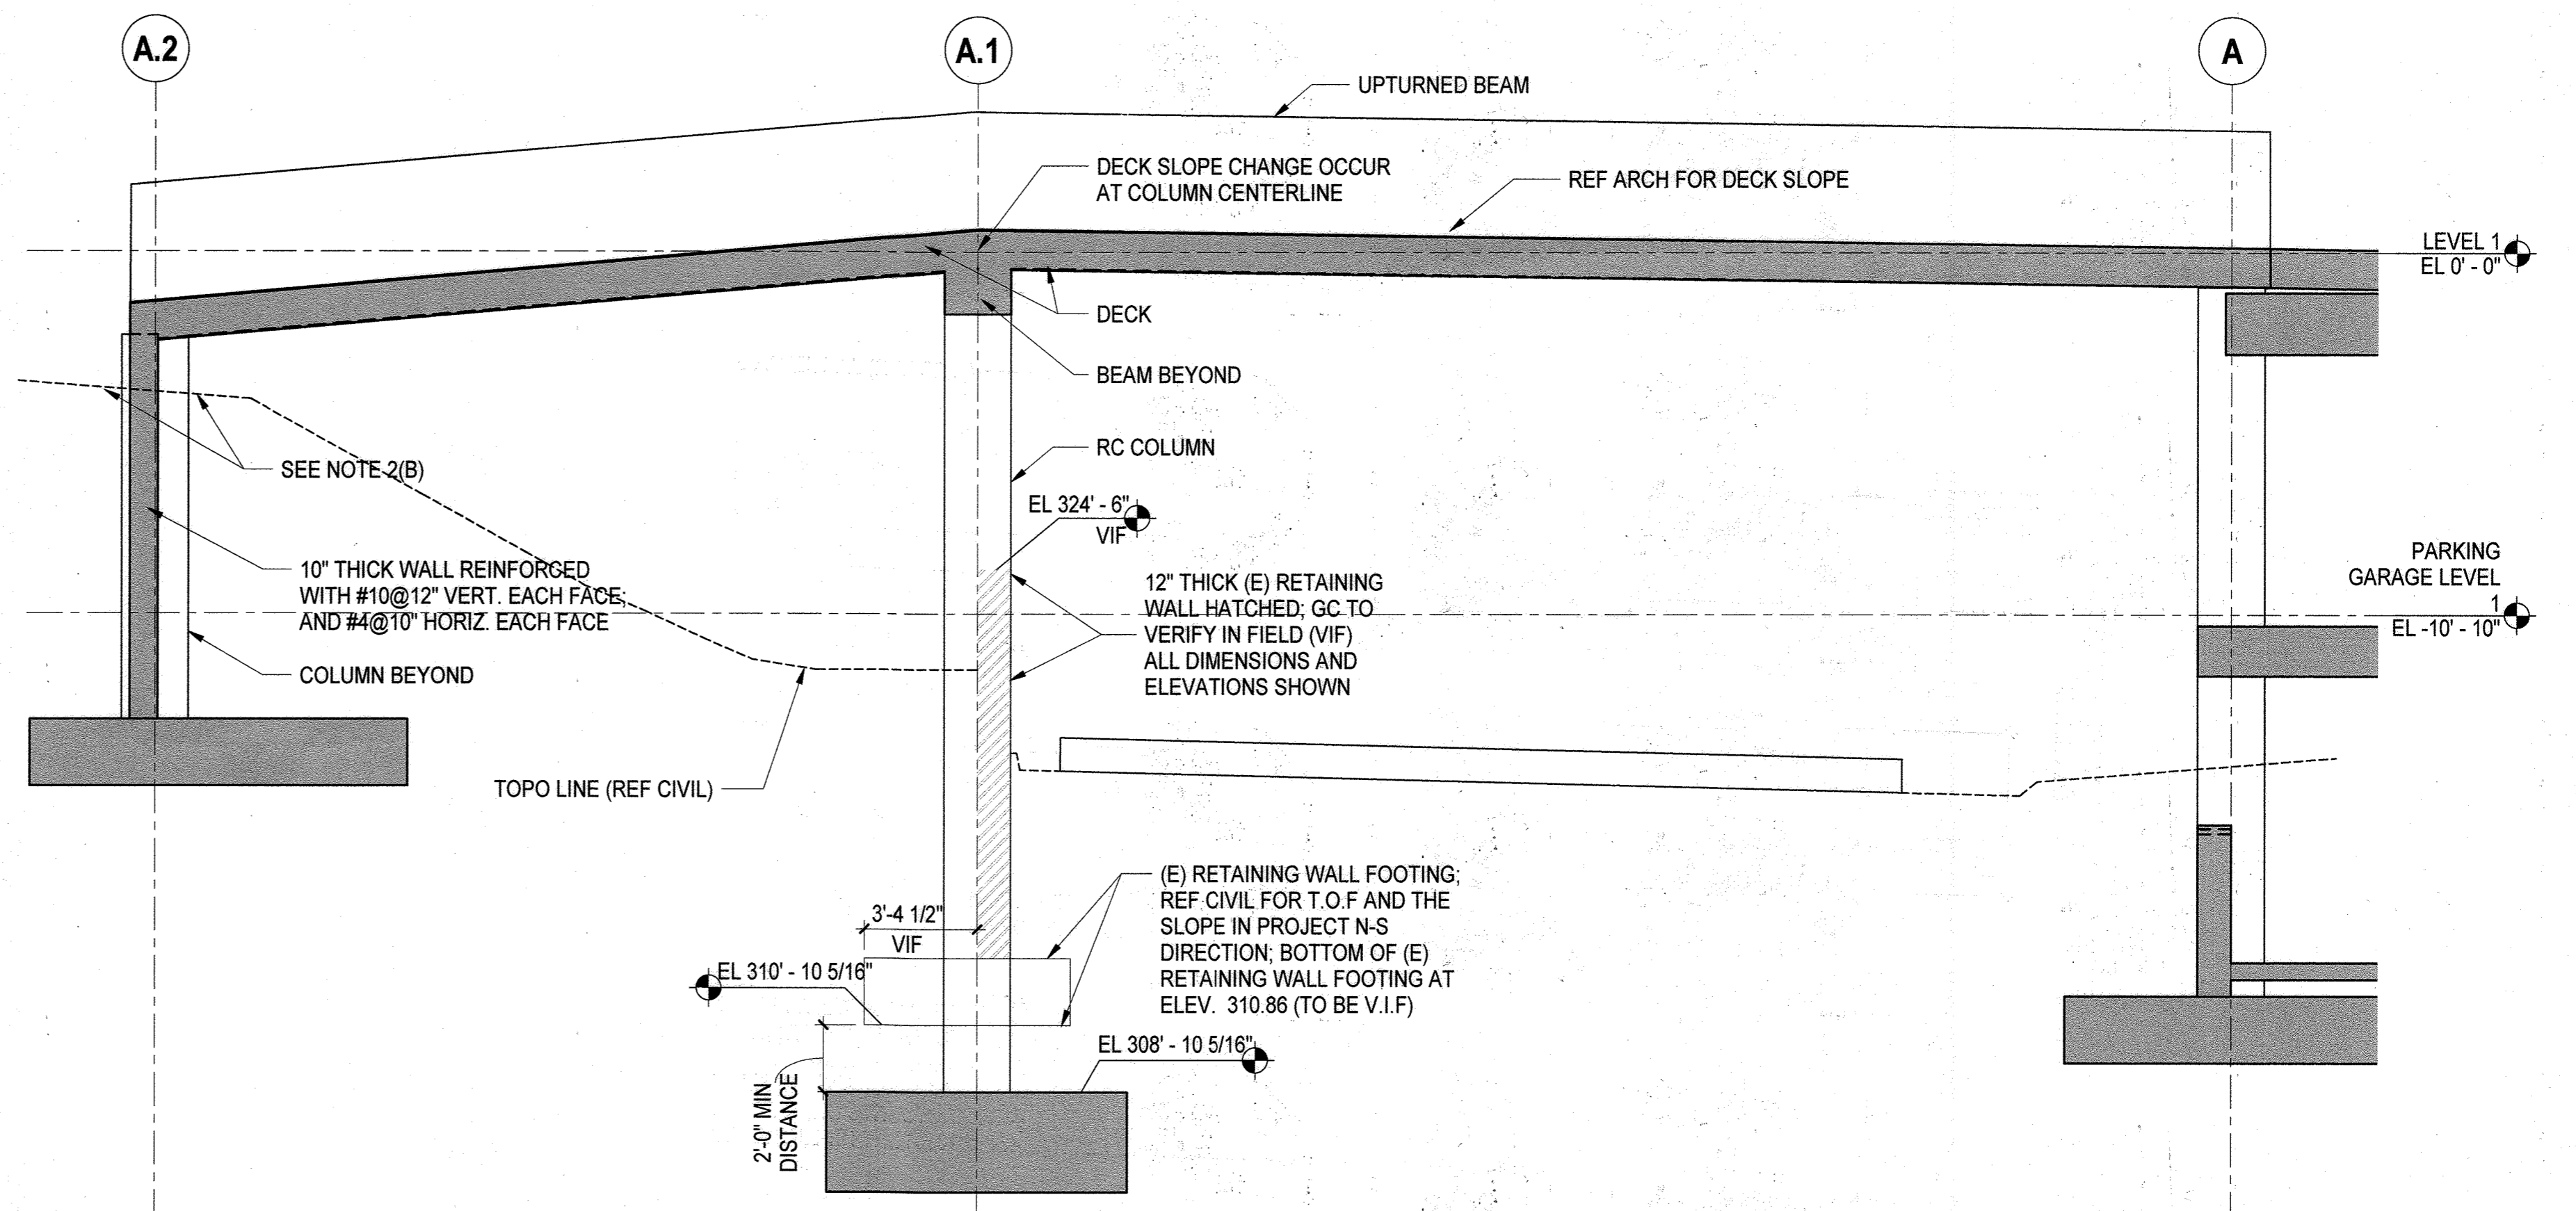 A.2
A.1
A
UPTURNED BEAM
DECK SLOPE CHANGE OCCUR
AT COLUMN CENTERLINE
REF ARCH FOR DECK SLOPE
LEVEL 1
EL 0' - 0"
DECK
BEAM BEYOND
RC COLUMN
SEE NOTE 2(B)
EL 324' - 6"
VIF
10" THICK WALL REINFORCED
WITH #10@12" VERT. EACH FACE;
AND #4@10" HORIZ. EACH FACE
COLUMN BEYOND
12" THICK (E) RETAINING
WALL HATCHED; GC TO
VERIFY IN FIELD (VIF)
ALL DIMENSIONS AND
ELEVATIONS SHOWN
PARKING
GARAGE LEVEL
1
EL -10' - 10"
TOPO LINE (REF CIVIL)
(E) RETAINING WALL FOOTING;
REF CIVIL FOR T.O.F AND THE
SLOPE IN PROJECT N-S
DIRECTION; BOTTOM OF (E)
RETAINING WALL FOOTING AT
ELEV. 310.86 (TO BE V.I.F)
3'-4 1/2"
VIF
EL 310' - 10 5/16"
EL 308' - 10 5/16"
2'-0" MIN
DISTANCE